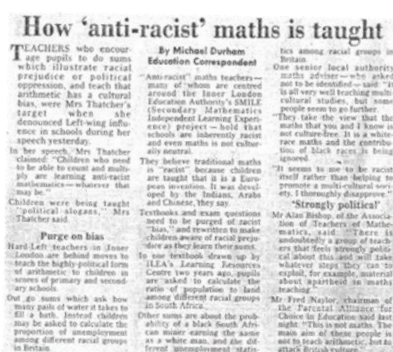 How 'anti-racist' maths is taught
TEACHERS who encour-
age pupils to do sums
which illustrate racial
prejudice or political
oppression, and teach that
arithmetic has a cultural
bias, were Mrs Thatcher's
target when she
denounced Left-wing influ-
ence in schools during her
speech yesterday.
In her speech, Mrs Thatcher
claimed: "Children who need
to be able to count and multi-
ply are learning anti-racist
mathematics—whatever that
may be."
Children were being taught
"political slogans," Mrs
Thatcher said.
Purge on bias
Hard-Left teachers in Inner
London are behind moves to
teach the highly-political form
of arithmetic to children in
scores of primary and second-
ary schools.
Out go sums which ask how
many pails of water it takes to
fill a bath. Instead children
may be asked to calculate the
proportion of unemployment
among different racial groups
in Britain.
By Michael Durham
Education Correspondent
"Anti-racist" maths teachers—
many of whom are centred
around the Inner London
Education Authority's SMILE
(Secondary Mathematics
Independent Learning Experi-
ence) project—hold that
schools are inherently racist
and even maths is not cultur-
ally neutral.
They believe traditional maths
is "racist" because children
are taught that it is a Euro-
pean invention. It was devel-
oped by the Indians, Arabs
and Chinese, they say.
Textbooks and exam questions
need to be purged of racist
"bias," and rewritten to make
children aware of racial preju-
dice as they learn their sums.
In one textbook drawn up by
ILEA's Learning Resources
Centre two years ago, pupils
are asked to calculate the
ratio of population to land
among different racial groups
in South Africa.
Other sums are about the prob-
ability of a black South Afri-
can miner earning the same
as a white man, and the dif-
ferent unemployment statis-
tics among racial groups in
Britain.
One senior local authority
maths adviser—who asked
not to be identified—said: "It
is all very well teaching multi-
cultural studies, but some
people seem to go further.
They take the view that the
maths that you and I know is
not culture-free. It is a white
race maths and the contribu-
tion of black races is being
ignored.
"It seems to me to be racist
itself rather than helping to
promote a multi-cultural soci-
ety. I thoroughly disapprove."
'Strongly political'
Mr Alan Bishop, of the Associa-
tion of Teachers of Mathe-
matics, said: "There is
undoubtedly a group of teach-
ers that feels strongly politi-
cal about this and will take
whatever steps they can to
exploit, for example, material
about apartheid in maths
teaching."
Mr Fred Naylor, chairman of
the Parental Alliance for
Choice in Education said last
night: "This is not maths. The
main aim of these people is
not to teach arithmetic, but to
attack British culture."